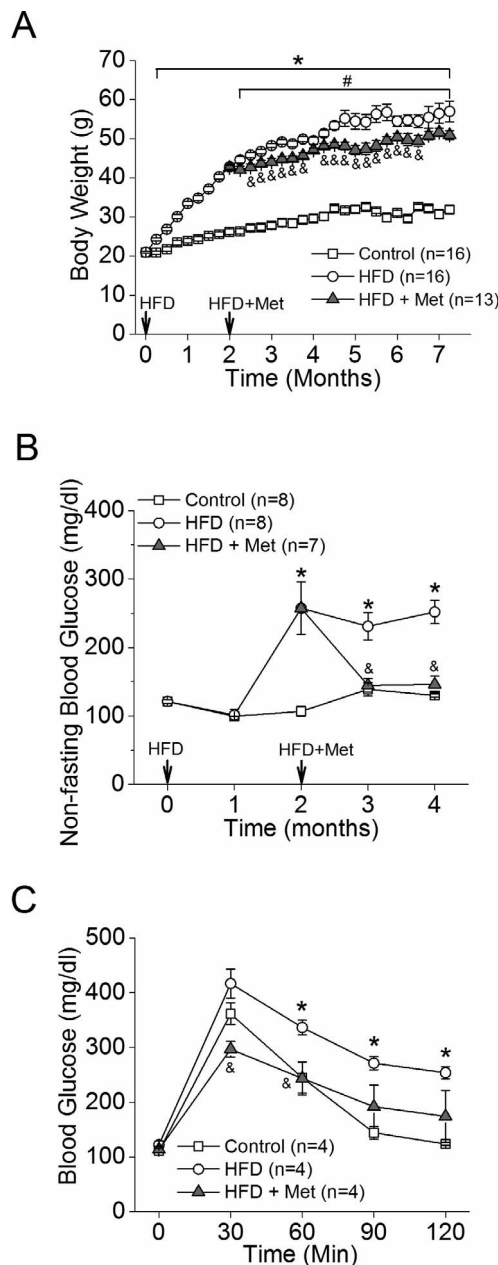 A
*
#
70
60
50
40
30
20
10
0
Body Weight (g)
&&&&&
&&&&&&&&&
Control (n=16)
HFD (n=16)
HFD + Met (n=13)
HFD
HFD+Met
0 1 2 3 4 5 6 7
Time (Months)
B
400
300
200
100
0
Non-fasting Blood Glucose (mg/dl)
Control (n=8)
HFD (n=8)
HFD + Met (n=7)
* * *
& &
HFD
HFD+Met
0 1 2 3 4
Time (months)
C
500
400
300
200
100
0
Blood Glucose (mg/dl)
* * *
& &
Control (n=4)
HFD (n=4)
HFD + Met (n=4)
0 30 60 90 120
Time (Min)